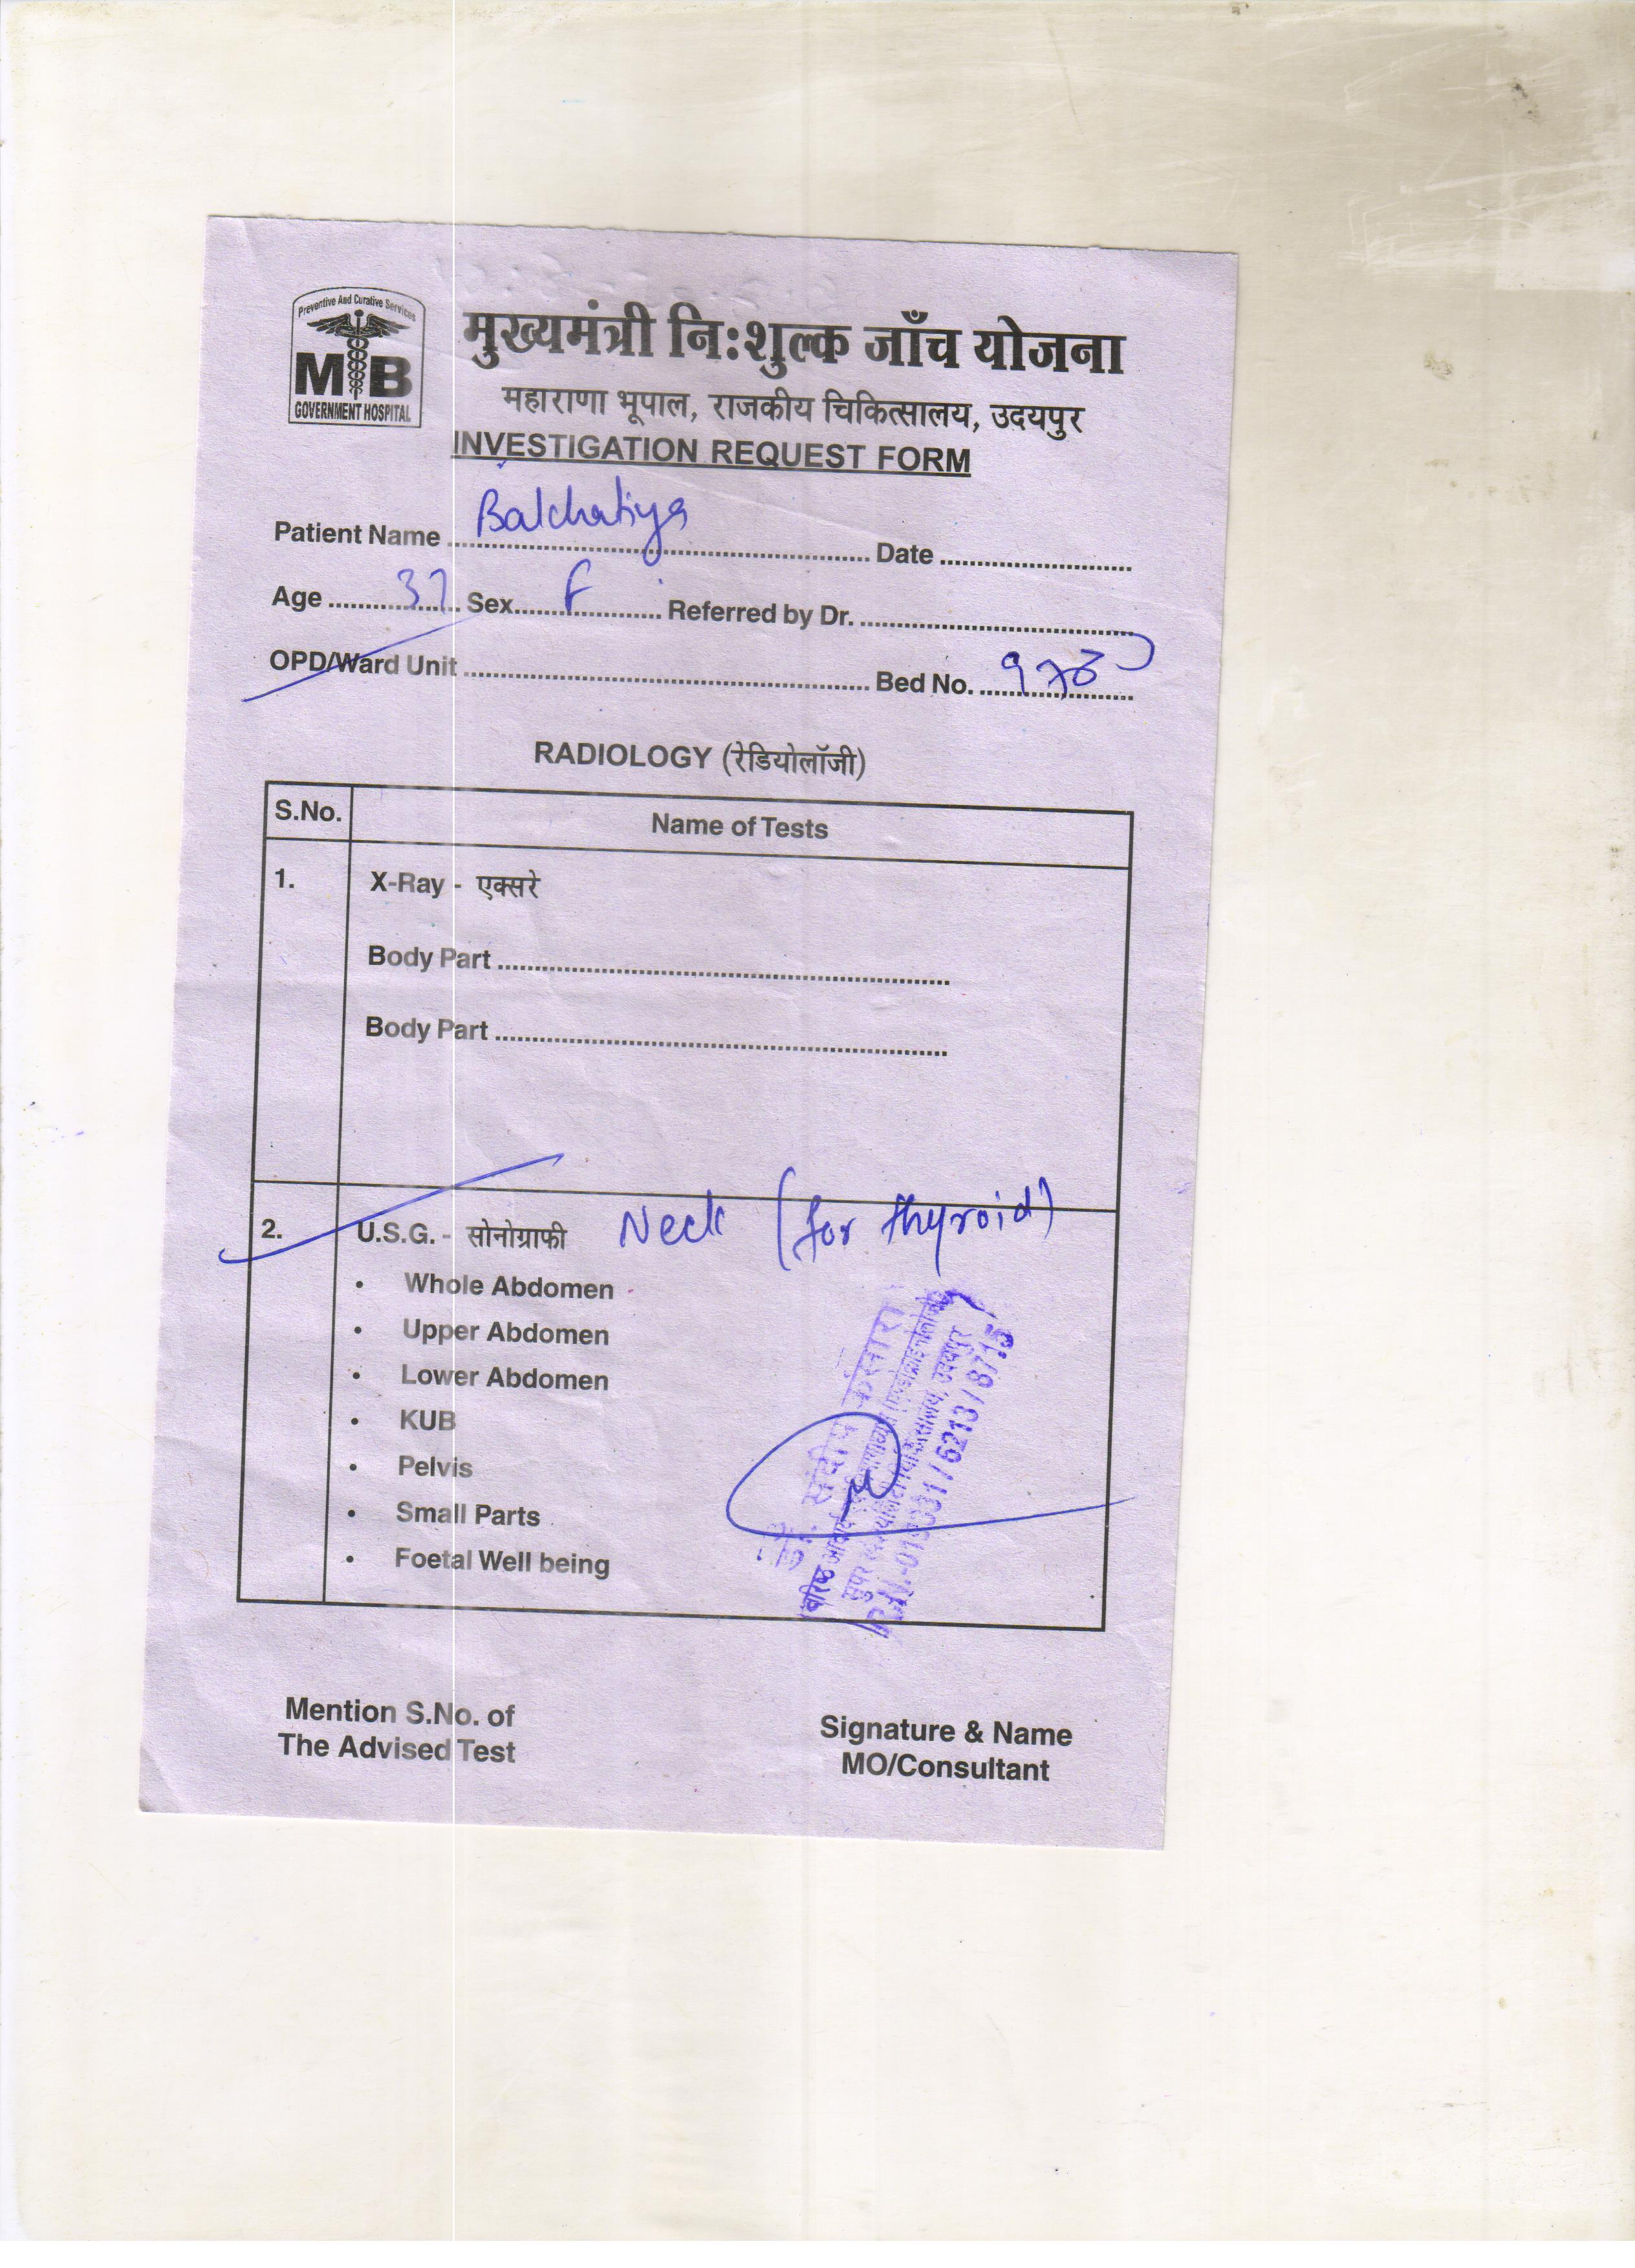 Preventive And Curative Services
MB
GOVERNMENT HOSPITAL
मुख्यमंत्री निःशुल्क जाँच योजना
महाराणा भूपाल, राजकीय चिकित्सालय, उदयपुर
INVESTIGATION REQUEST FORM
Patient Name Balchatiya Date
Age 37 Sex F Referred by Dr.
OPD/Ward Unit Bed No.
RADIOLOGY (रेडियोलॉजी)
S.No. Name of Tests
1. X-Ray - एक्सरे
Body Part
Body Part
2. U.S.G. - सोनोग्राफी Neck (for thyroid)
• Whole Abdomen
• Upper Abdomen
• Lower Abdomen
• KUB
• Pelvis
• Small Parts
• Foetal Well being
Mention S.No. of
The Advised Test
Signature & Name
MO/Consultant